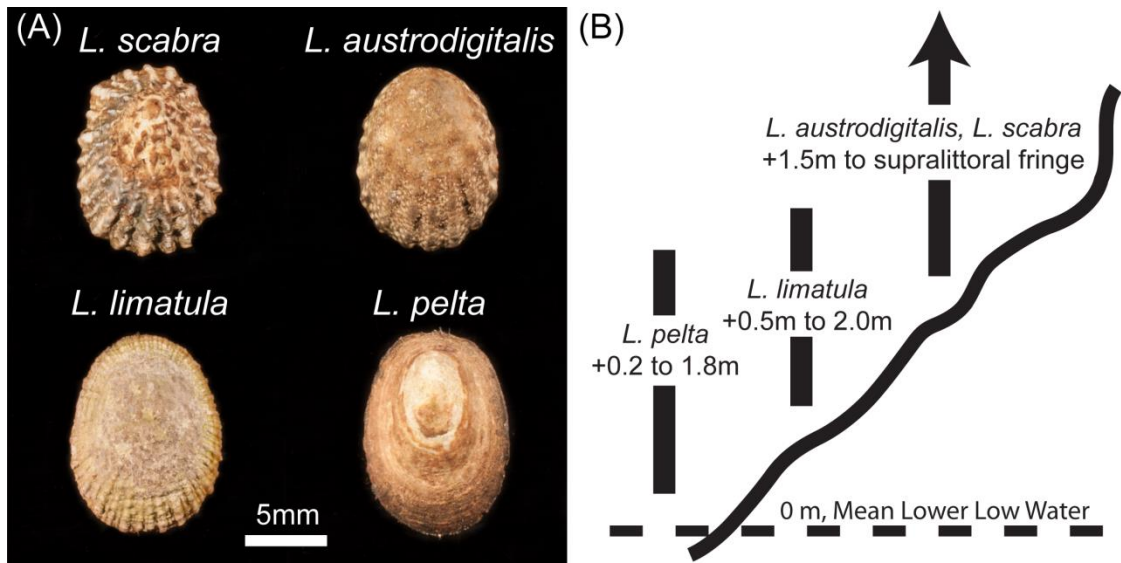 (A)
L. scabra
L. austrodigitalis
L. limatula
L. pelta
5mm
(B)
L. austrodigitalis, L. scabra
+1.5m to supralittoral fringe
L. limatula
+0.5m to 2.0m
L. pelta
+0.2 to 1.8m
0 m, Mean Lower Low Water